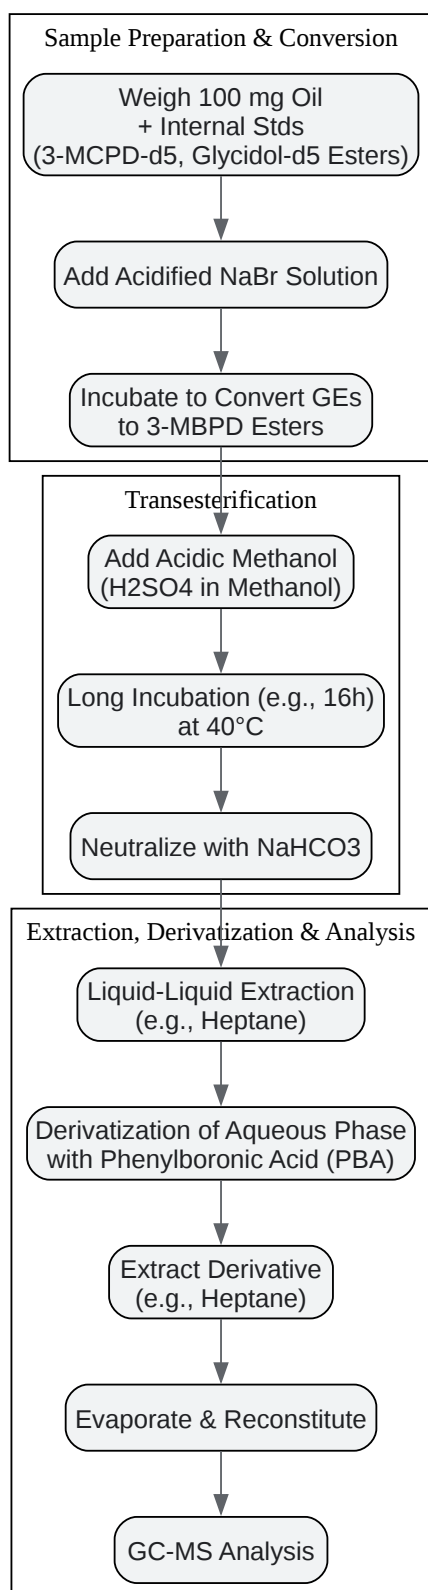 Sample Preparation & Conversion
Weigh 100 mg Oil
+ Internal Stds
(3-MCPD-d5, Glycidol-d5 Esters)
Add Acidified NaBr Solution
Incubate to Convert GEs
to 3-MBPD Esters
Transesterification
Add Acidic Methanol
(H2SO4 in Methanol)
Long Incubation (e.g., 16h)
at 40°C
Neutralize with NaHCO3
Extraction, Derivatization & Analysis
Liquid-Liquid Extraction
(e.g., Heptane)
Derivatization of Aqueous Phase
with Phenylboronic Acid (PBA)
Extract Derivative
(e.g., Heptane)
Evaporate & Reconstitute
GC-MS Analysis